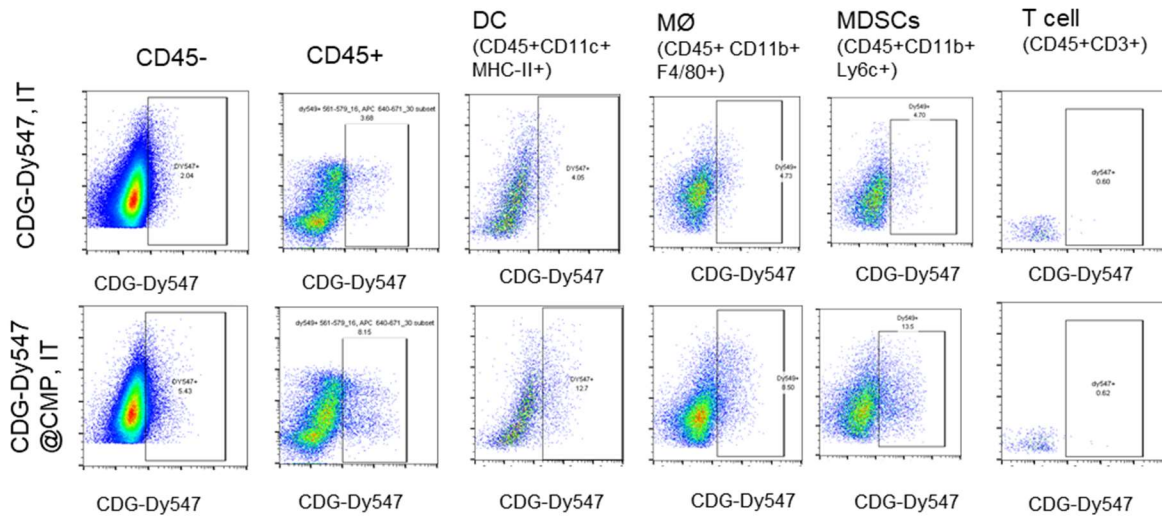 DC
(CD45+CD11c+
MHC-II+)
MØ
(CD45+ CD11b+
F4/80+)
MDSCs
(CD45+CD11b+
Ly6c+)
T cell
(CD45+CD3+)
CD45-
CD45+
CDG-Dy547, IT
DY547+
2.04
dy549+ 561-579_16, APC 640-671_30 subset
3.68
DY547+
4.05
Dy549+
4.73
Dy549+
4.70
dy547+
0.60
CDG-Dy547
CDG-Dy547
CDG-Dy547
CDG-Dy547
CDG-Dy547
CDG-Dy547
CDG-Dy547
@CMP, IT
DY547+
5.43
dy549+ 561-579_16, APC 640-671_30 subset
8.15
DY547+
12.7
Dy549+
8.50
Dy549+
13.5
dy547+
0.62
CDG-Dy547
CDG-Dy547
CDG-Dy547
CDG-Dy547
CDG-Dy547
CDG-Dy547